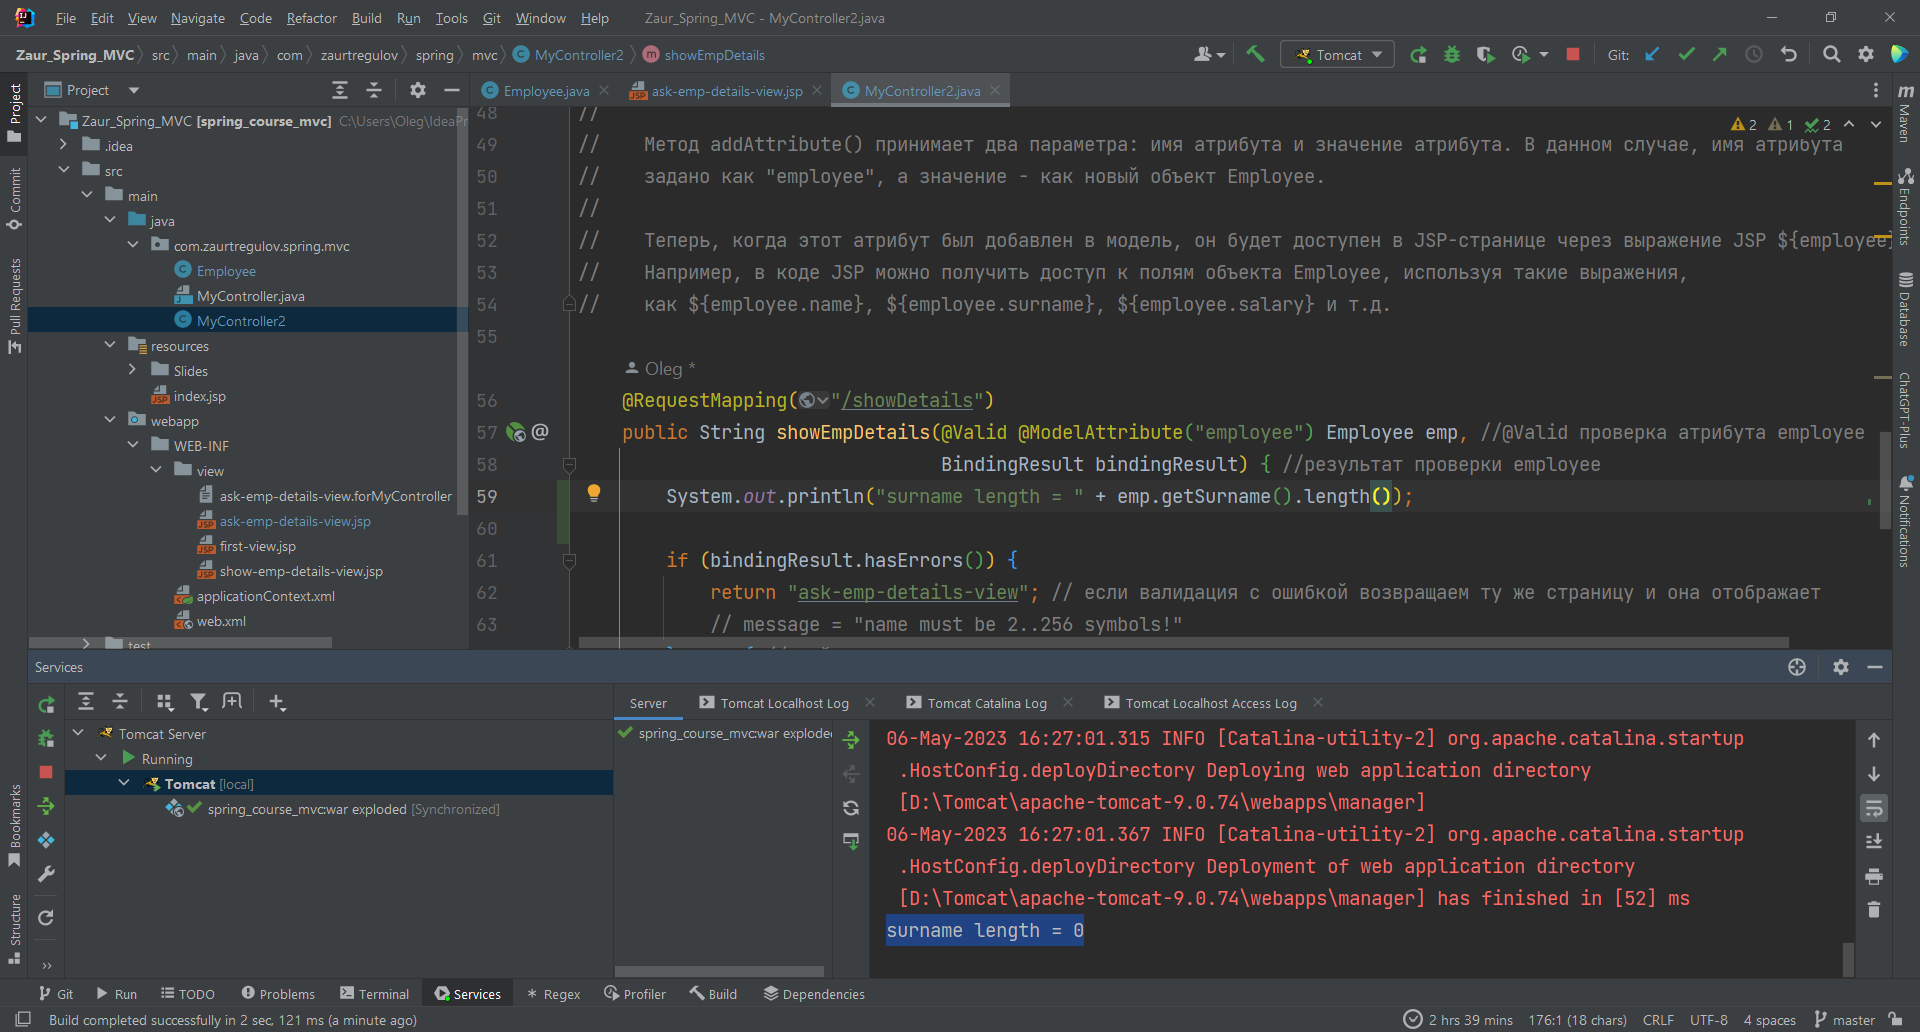 File Edit View Navigate Code Refactor Build Run Tools Git Window Help Zaur_Spring_MVC - MyController2.java
Zaur_Spring_MVC src main java com zaurtregulov spring mvc MyController2 showEmpDetails Tomcat Git:
Project
Employee.java ask-emp-details-view.jsp MyController2.java
Zaur_Spring_MVC [spring_course_mvc] C:\Users\Oleg\IdeaPr
.idea
src
main
java
com.zaurtregulov.spring.mvc
Employee
MyController.java
MyController2
resources
Slides
index.jsp
webapp
WEB-INF
view
ask-emp-details-view.forMyController
ask-emp-details-view.jsp
first-view.jsp
show-emp-details-view.jsp
applicationContext.xml
web.xml
test
Project
Commit
Pull Requests
Bookmarks
Structure
2 1 2
48 //
49 // Метод addAttribute() принимает два параметра: имя атрибута и значение атрибута. В данном случае, имя атрибута
50 // задано как "employee", а значение - как новый объект Employee.
51 //
52 // Теперь, когда этот атрибут был добавлен в модель, он будет доступен в JSP-странице через выражение JSP ${employee}
53 // Например, в коде JSP можно получить доступ к полям объекта Employee, используя такие выражения,
54 // как ${employee.name}, ${employee.surname}, ${employee.salary} и т.д.
55
Oleg *
56 @RequestMapping("/showDetails")
57 public String showEmpDetails(@Valid @ModelAttribute("employee") Employee emp, //@Valid проверка атрибута employee
58 BindingResult bindingResult) { //результат проверки employee
59 System.out.println("surname length = " + emp.getSurname().length());
60
61 if (bindingResult.hasErrors()) {
62 return "ask-emp-details-view"; // если валидация с ошибкой возвращаем ту же страницу и она отображает
63 // message = "name must be 2..256 symbols!"
Maven
Endpoints
Database
ChatGPT-Plus
Notifications
Services
Tomcat Server
Running
Tomcat [local]
spring_course_mvc:war exploded [Synchronized]
Server Tomcat Localhost Log Tomcat Catalina Log Tomcat Localhost Access Log
spring_course_mvc:war explode
06-May-2023 16:27:01.315 INFO [Catalina-utility-2] org.apache.catalina.startup
.HostConfig.deployDirectory Deploying web application directory
[D:\Tomcat\apache-tomcat-9.0.74\webapps\manager]
06-May-2023 16:27:01.367 INFO [Catalina-utility-2] org.apache.catalina.startup
.HostConfig.deployDirectory Deployment of web application directory
[D:\Tomcat\apache-tomcat-9.0.74\webapps\manager] has finished in [52] ms
surname length = 0
Git Run TODO Problems Terminal Services Regex Profiler Build Dependencies
Build completed successfully in 2 sec, 121 ms (a minute ago) 2 hrs 39 mins 176:1 (18 chars) CRLF UTF-8 4 spaces master